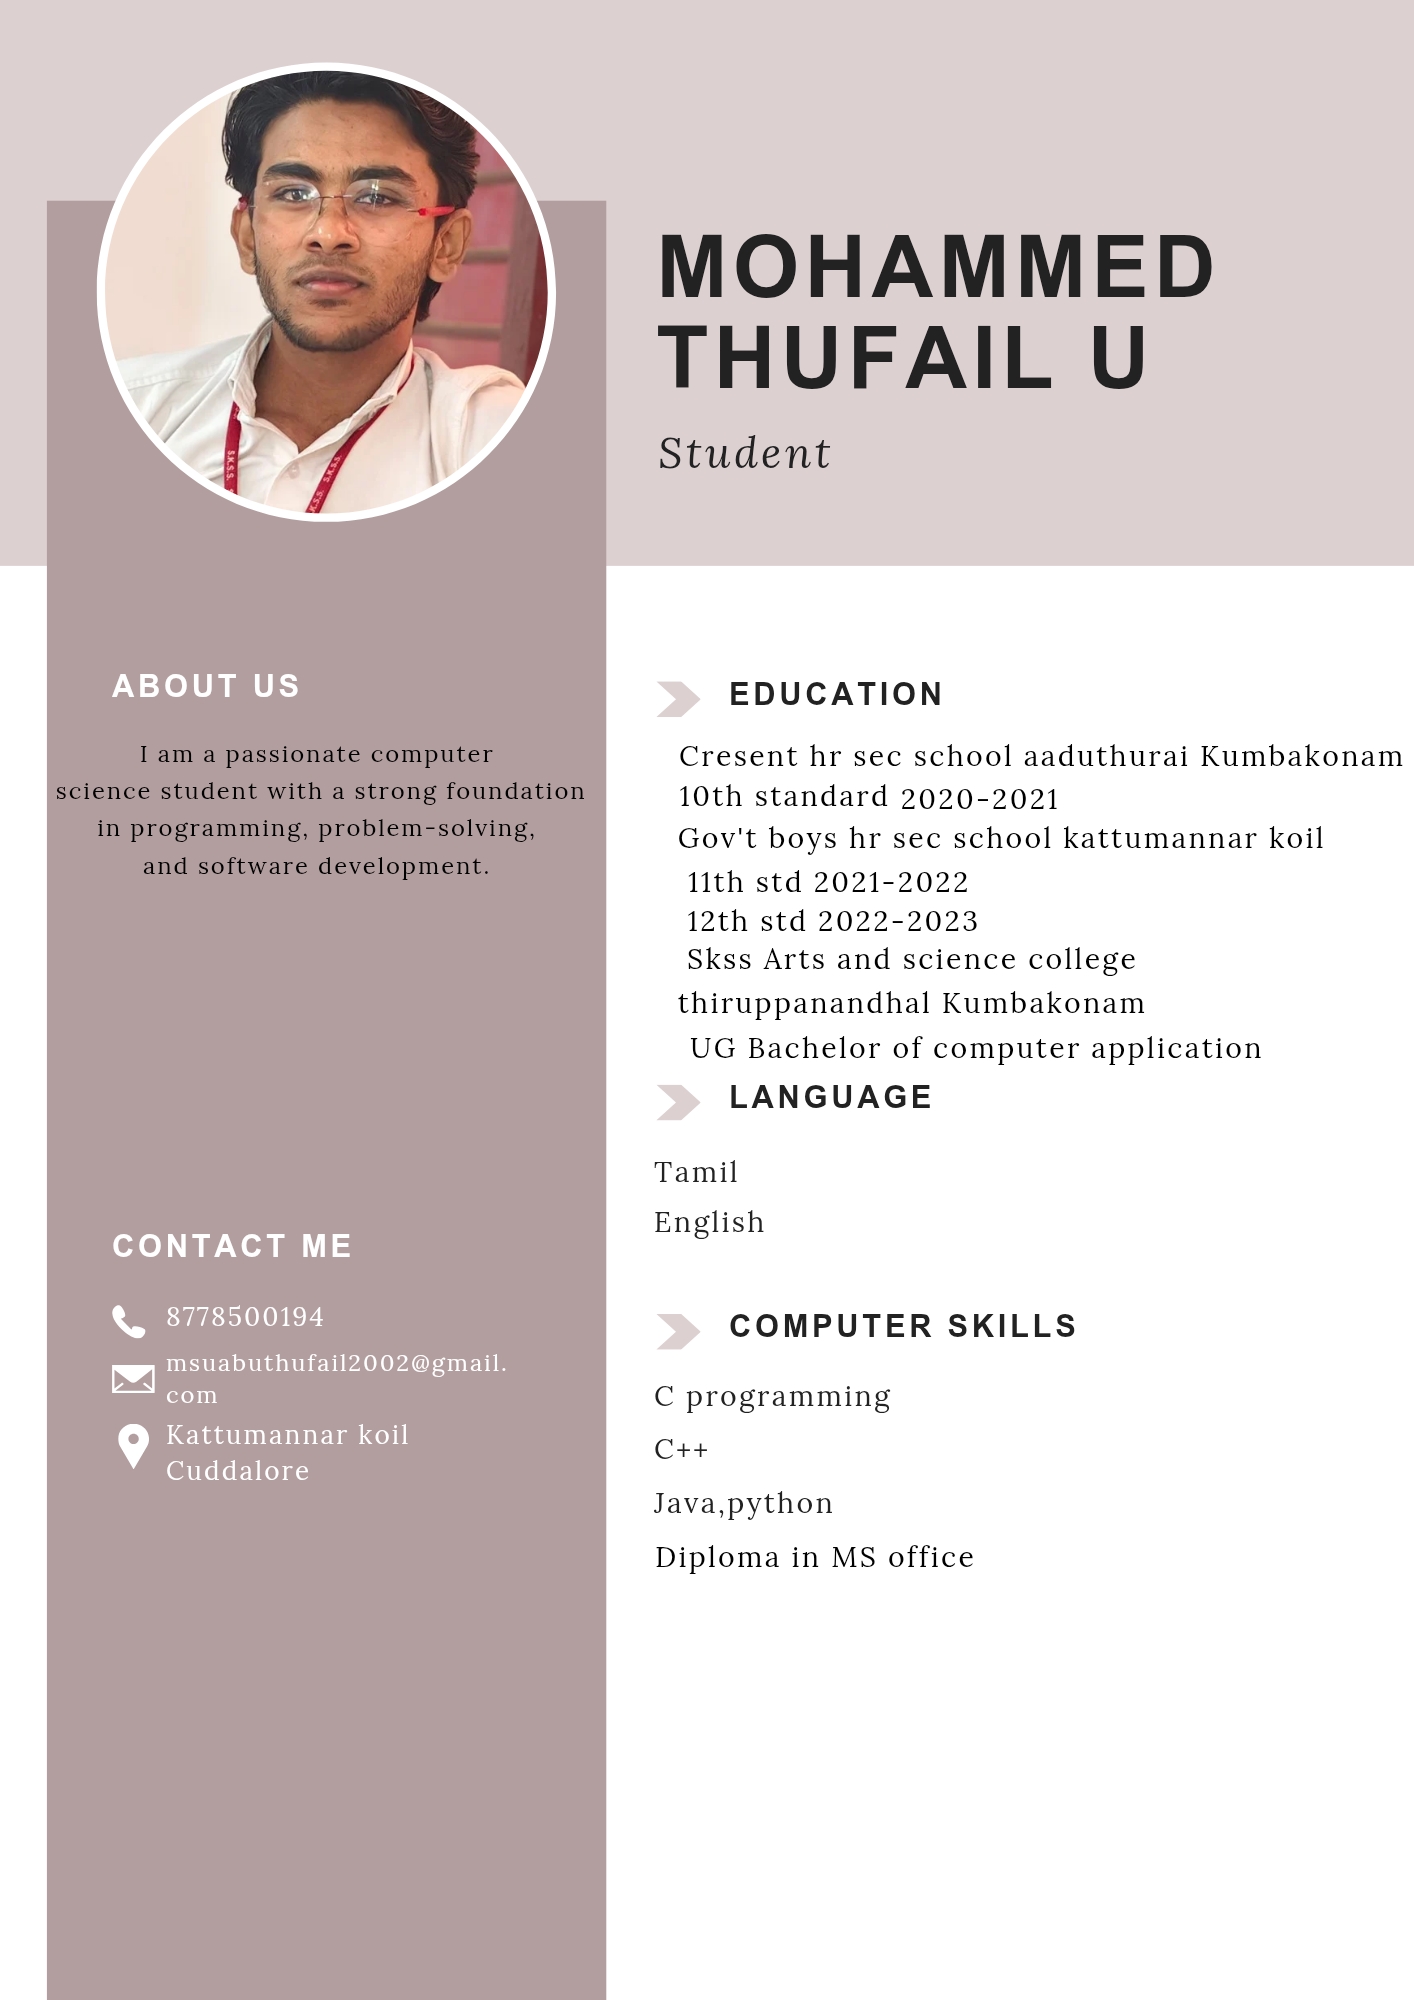 MOHAMMED
THUFAIL U
Student
ABOUT US
I am a passionate computer
science student with a strong foundation
in programming, problem-solving,
and software development.
CONTACT ME
8778500194
msuabuthufail2002@gmail.
com
Kattumannar koil
Cuddalore
EDUCATION
Cresent hr sec school aaduthurai Kumbakonam
10th standard 2020-2021
Gov't boys hr sec school kattumannar koil
11th std 2021-2022
12th std 2022-2023
Skss Arts and science college
thiruppanandhal Kumbakonam
UG Bachelor of computer application
LANGUAGE
Tamil
English
COMPUTER SKILLS
C programming
C++
Java,python
Diploma in MS office
S.K.S.S.
S.K.S.S